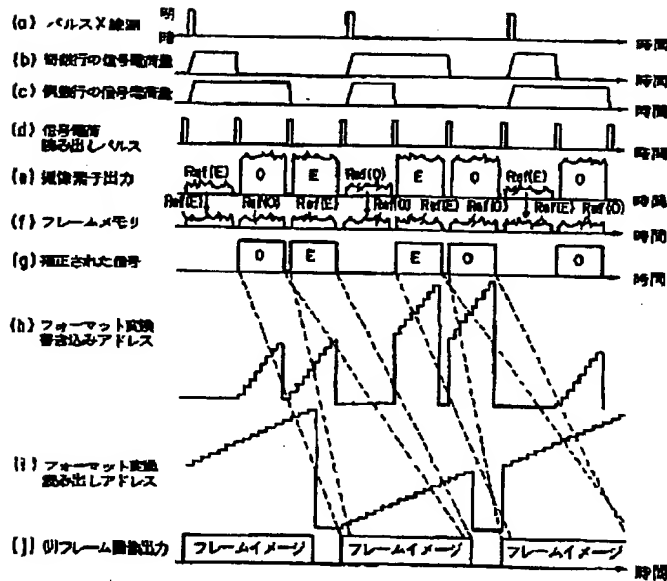 (a) パルスX線源
明
暗
時間
(b) 奇数行の信号電荷量
時間
(c) 偶数行の信号電荷量
時間
(d) 信号電荷
読み出しパルス
時間
(e) 撮像素子出力
Ref(E) O E Ref(O) E O Ref(E) O
時間
Ref(E) Ref(O) Ref(E) Ref(O) Ref(E) Ref(O) Ref(E) Ref(O)
(f) フレームメモリ
時間
(g) 補正された信号
O E E O O
時間
(h) フォーマット変換
書き込みアドレス
(i) フォーマット変換
読み出しアドレス
(j) フレーム画像出力
フレームイメージ フレームイメージ フレームイメージ
時間